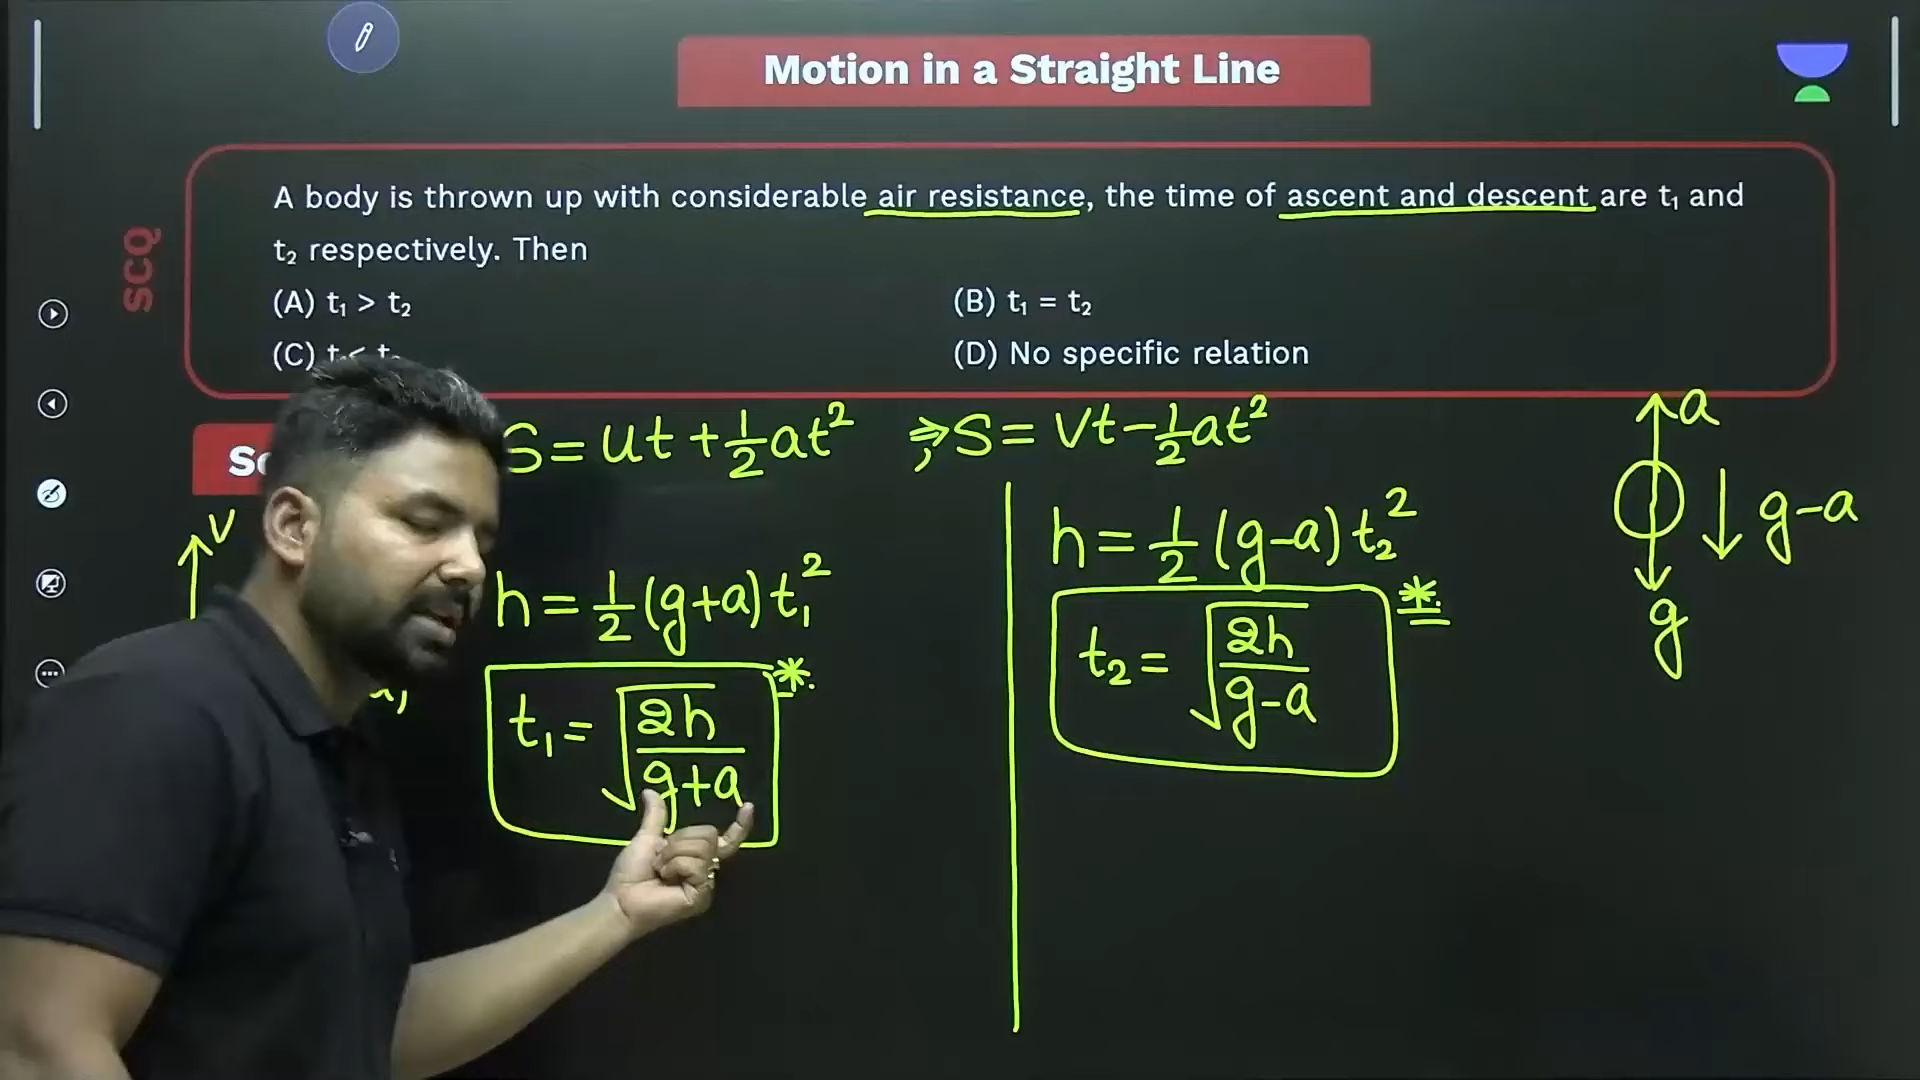 Motion in a Straight Line
SCQ
A body is thrown up with considerable air resistance, the time of ascent and descent are t₁ and
t₂ respectively. Then
(A) t₁ > t₂
(B) t₁ = t₂
(C)
(D) No specific relation
S = ut + ½at²
⇒ S = vt - ½at²
a
g-a
g
v
h = ½(g+a)t₁²
t₁ = √(2h/(g+a)) *
h = ½(g-a)t₂²
t₂ = √(2h/(g-a)) *